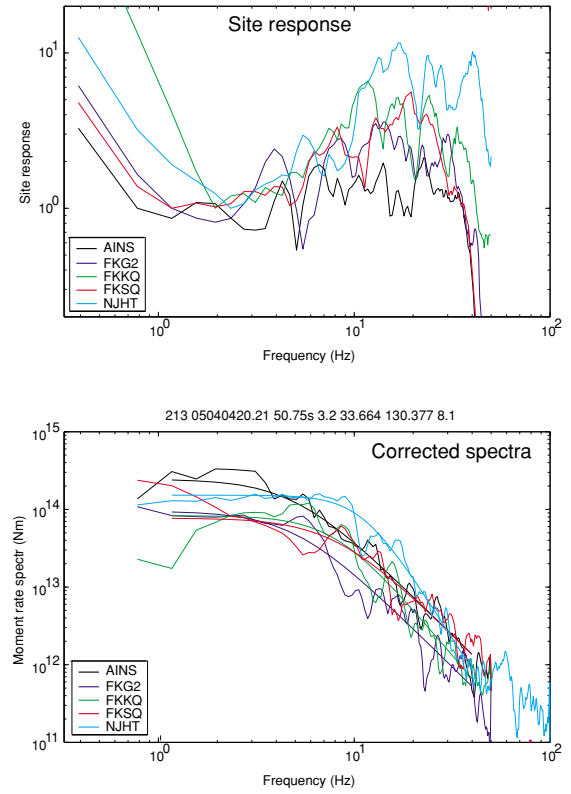 Site response
10¹
10⁰
Site response
AINS
FKG2
FKKQ
FKSQ
NJHT
10⁰
10¹
10²
Frequency (Hz)
213 05040420.21 50.75s 3.2 33.664 130.377 8.1
Corrected spectra
10¹⁵
10¹⁴
10¹³
10¹²
10¹¹
Moment rate spectr (Nm)
AINS
FKG2
FKKQ
FKSQ
NJHT
10⁰
10¹
10²
Frequency (Hz)